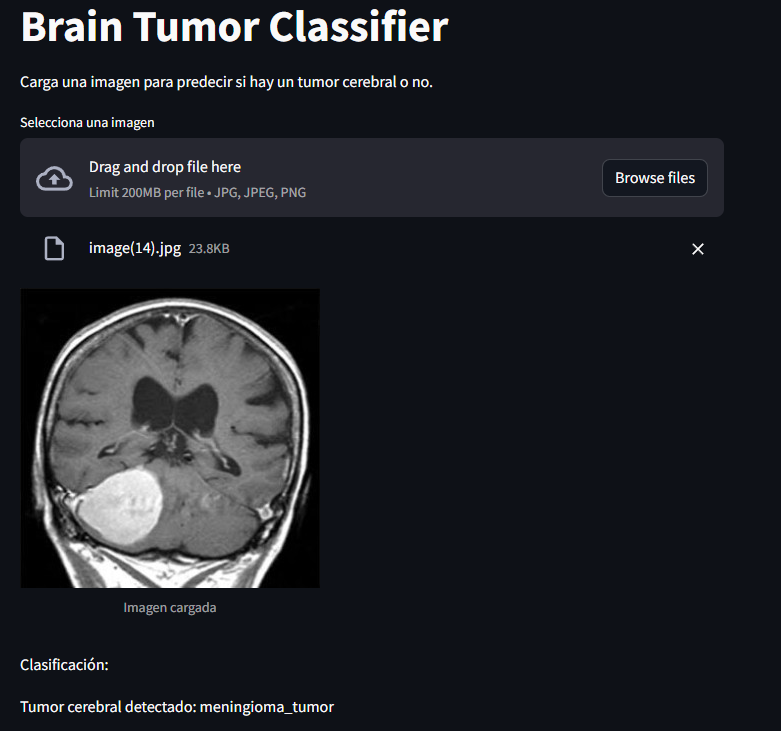 Brain Tumor Classifier
Carga una imagen para predecir si hay un tumor cerebral o no.
Selecciona una imagen
Drag and drop file here
Limit 200MB per file • JPG, JPEG, PNG
Browse files
image(14).jpg 23.8KB
Imagen cargada
Clasificación:
Tumor cerebral detectado: meningioma_tumor